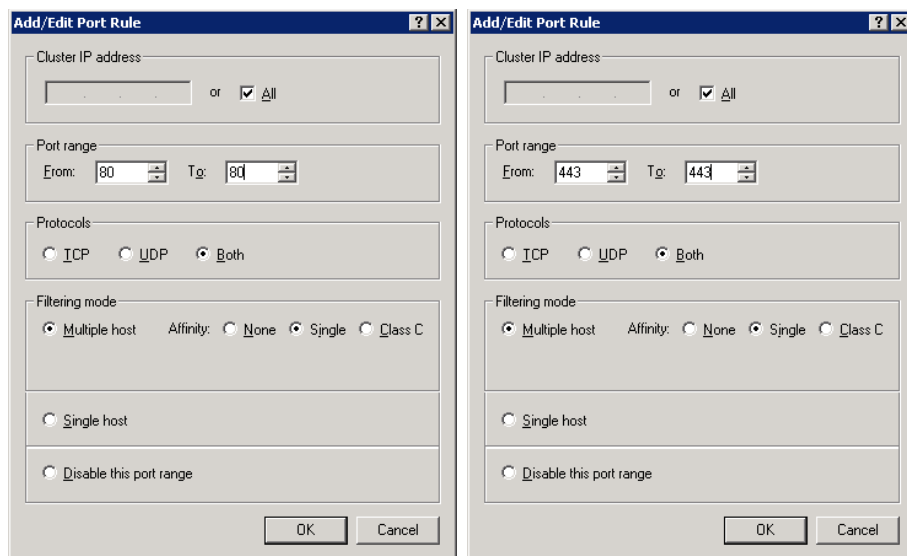 Add/Edit Port Rule
Cluster IP address
. . . or All
Port range
From: 80 To: 80
Protocols
TCP UDP Both
Filtering mode
Multiple host Affinity: None Single Class C
Single host
Disable this port range
OK Cancel
Add/Edit Port Rule
Cluster IP address
. . . or All
Port range
From: 443 To: 443
Protocols
TCP UDP Both
Filtering mode
Multiple host Affinity: None Single Class C
Single host
Disable this port range
OK Cancel